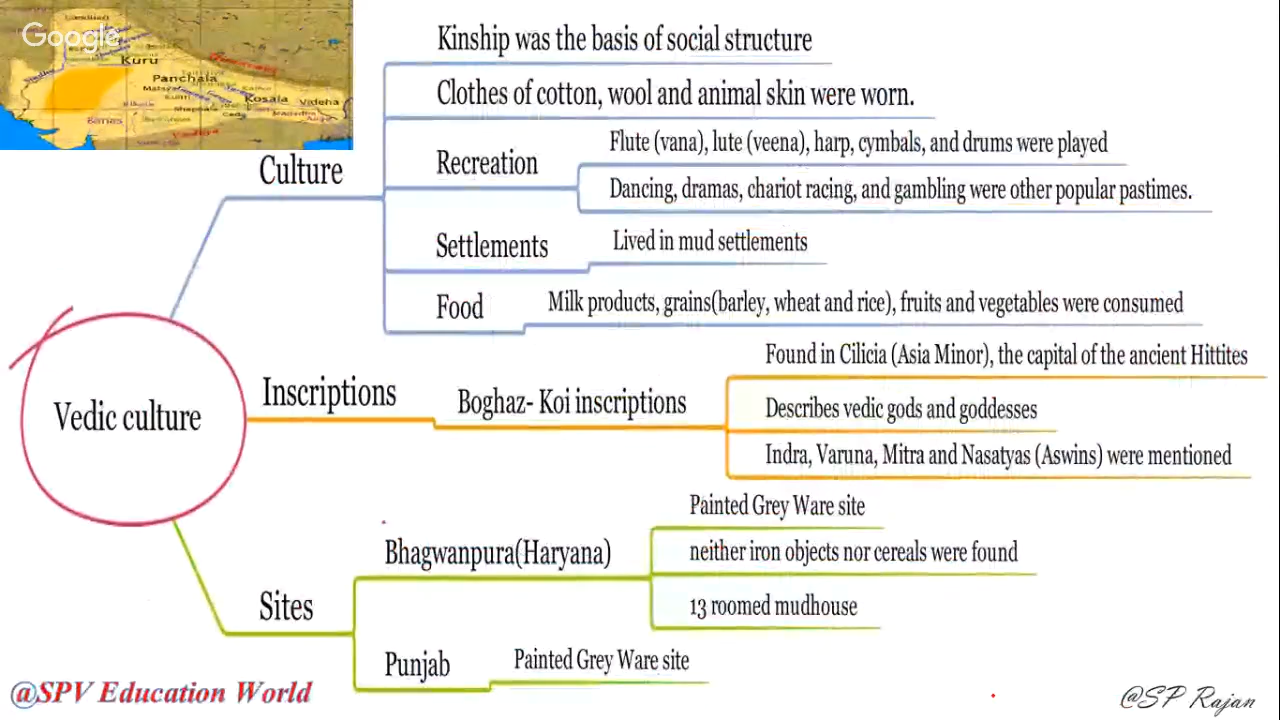 Google
Kuru
Panchala
Kosala
Videha
Kinship was the basis of social structure
Clothes of cotton, wool and animal skin were worn.
Culture
Recreation
Flute (vana), lute (veena), harp, cymbals, and drums were played
Dancing, dramas, chariot racing, and gambling were other popular pastimes.
Settlements
Lived in mud settlements
Food
Milk products, grains(barley, wheat and rice), fruits and vegetables were consumed
Vedic culture
Inscriptions
Boghaz- Koi inscriptions
Found in Cilicia (Asia Minor), the capital of the ancient Hittites
Describes vedic gods and goddesses
Indra, Varuna, Mitra and Nasatyas (Aswins) were mentioned
Sites
Bhagwanpura(Haryana)
Painted Grey Ware site
neither iron objects nor cereals were found
13 roomed mudhouse
Punjab
Painted Grey Ware site
@SPV Education World
@SP Rajan